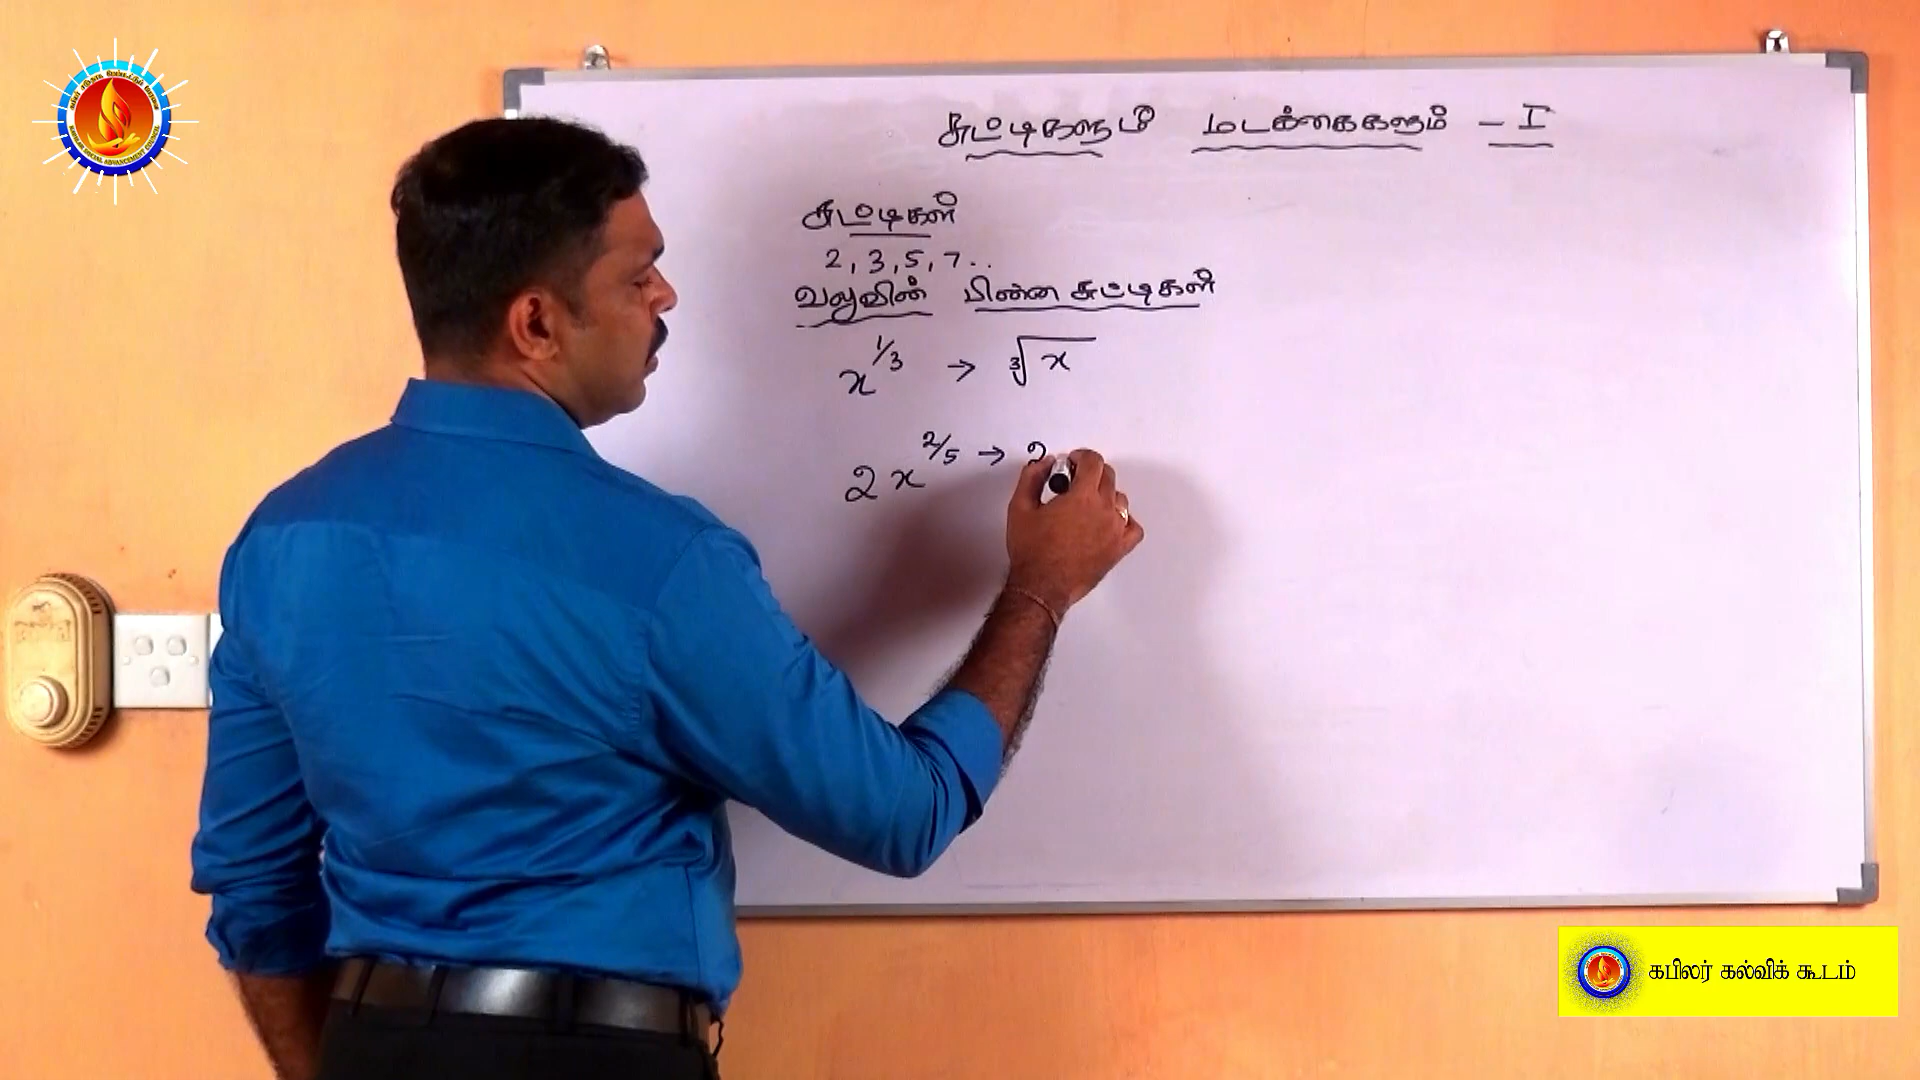 சுட்டிகளும் மடக்கைகளும் - I
சுட்டிகள்
2, 3, 5, 7..
வலுவின் பின்ன சுட்டிகள்
x^1/3 → ∛x
2x^2/5 → 2
கபிலர் கல்விக் கூடம்